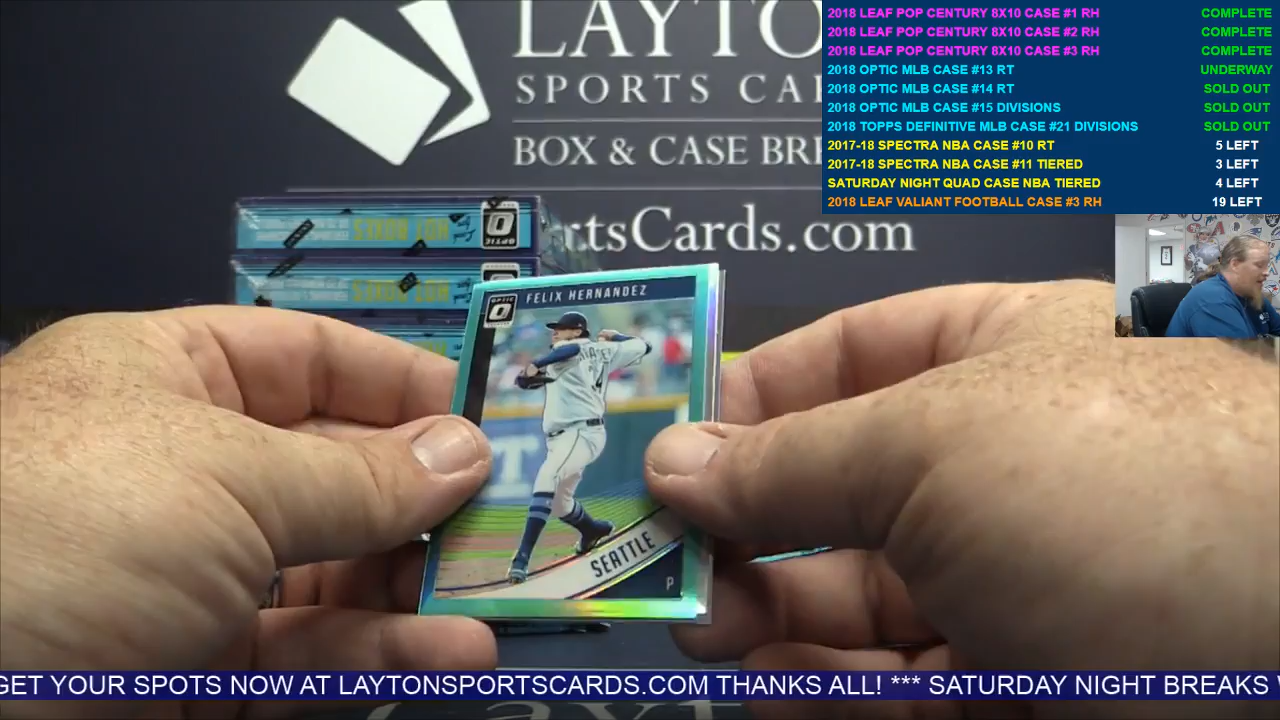 LAYTO
SPORTS CA
BOX & CASE BRE
rtsCards.com
2018 LEAF POP CENTURY 8X10 CASE #1 RH COMPLETE
2018 LEAF POP CENTURY 8X10 CASE #2 RH COMPLETE
2018 LEAF POP CENTURY 8X10 CASE #3 RH COMPLETE
2018 OPTIC MLB CASE #13 RT UNDERWAY
2018 OPTIC MLB CASE #14 RT SOLD OUT
2018 OPTIC MLB CASE #15 DIVISIONS SOLD OUT
2018 TOPPS DEFINITIVE MLB CASE #21 DIVISIONS SOLD OUT
2017-18 SPECTRA NBA CASE #10 RT 5 LEFT
2017-18 SPECTRA NBA CASE #11 TIERED 3 LEFT
SATURDAY NIGHT QUAD CASE NBA TIERED 4 LEFT
2018 LEAF VALIANT FOOTBALL CASE #3 RH 19 LEFT
OPTIC
OPTIC
FELIX HERNANDEZ
SEATTLE
P
GET YOUR SPOTS NOW AT LAYTONSPORTSCARDS.COM THANKS ALL! *** SATURDAY NIGHT BREAKS